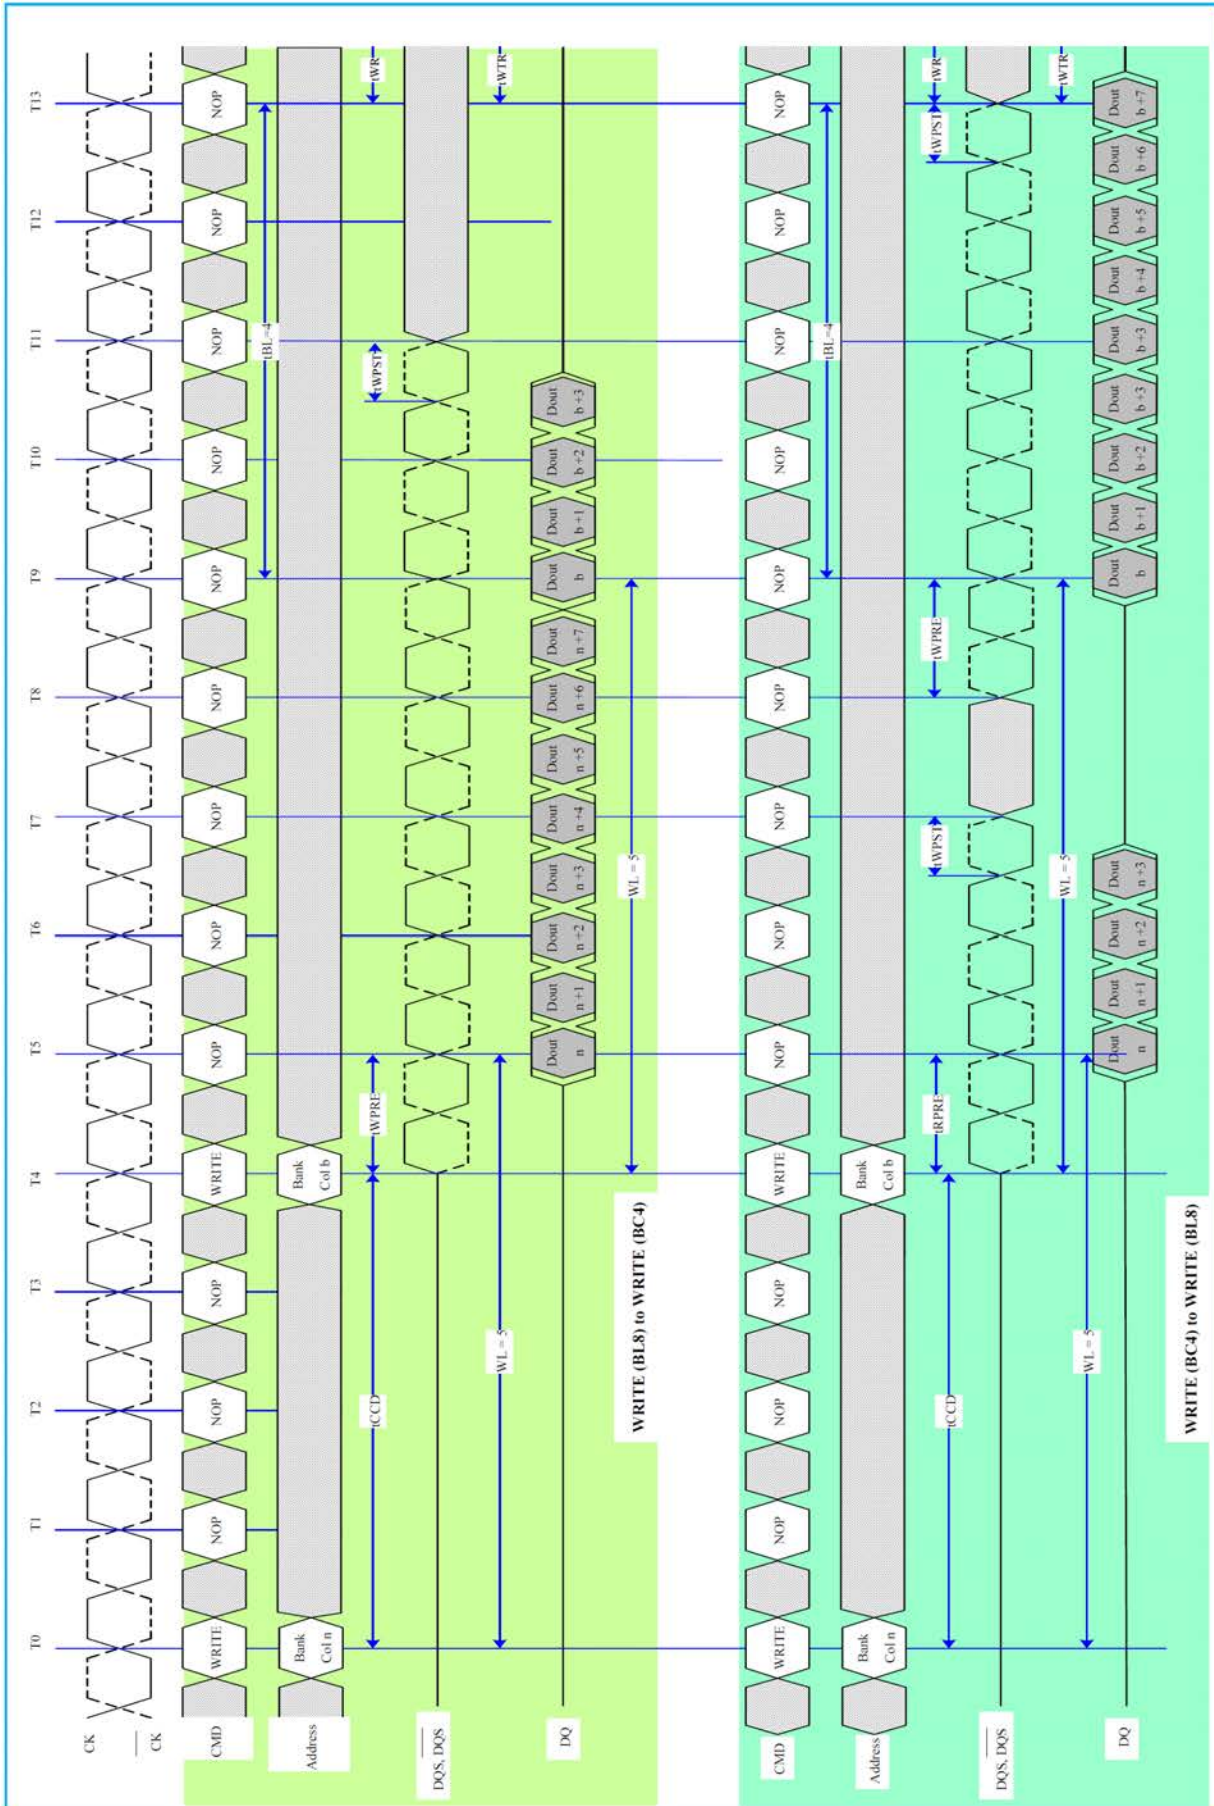 T0 T1 T2 T3 T4 T5 T6 T7 T8 T9 T10 T11 T12 T13
CK
CK
CMD WRITE NOP NOP NOP WRITE NOP NOP NOP NOP NOP NOP NOP NOP NOP
tBL=4
Address
Bank Bank
Col n Col b
tCCD tWPRE tWPST tWR
DQS, DQS
WL = 5 tWTR
DQ
Dout Dout Dout Dout Dout Dout Dout Dout Dout Dout Dout Dout
n n+1 n+2 n+3 n+4 n+5 n+6 n+7 b b+1 b+2 b+3
WL = 5
WRITE (BL8) to WRITE (BC4)
CMD WRITE NOP NOP NOP WRITE NOP NOP NOP NOP NOP NOP NOP NOP NOP
tBL=4
Address
Bank Bank
Col n Col b
tCCD tRPRE tWPST tWPRE tWPST tWR
DQS, DQS
WL = 5 WL = 5 tWTR
DQ
Dout Dout Dout Dout Dout Dout Dout Dout Dout Dout Dout Dout Dout
n n+1 n+2 n+3 b b+1 b+2 b+3 b+3 b+4 b+5 b+6 b+7
WRITE (BC4) to WRITE (BL8)